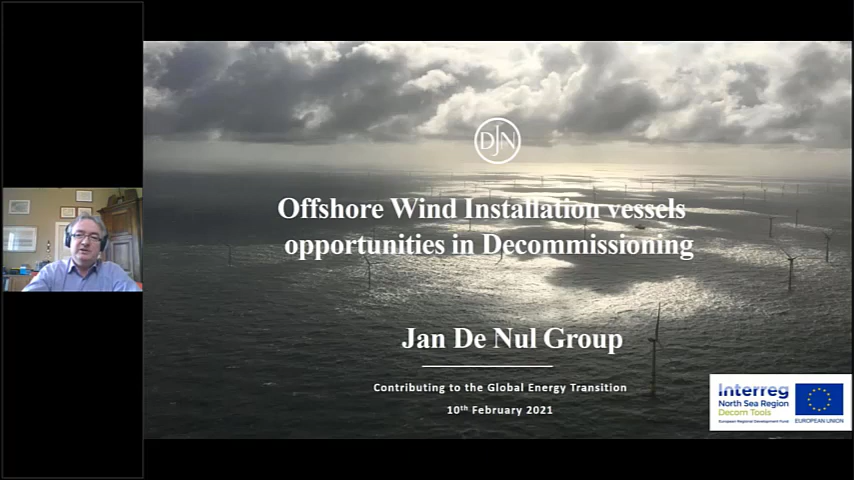 DJN
Offshore Wind Installation vessels
opportunities in Decommissioning
Jan De Nul Group
Contributing to the Global Energy Transition
10th February 2021
Interreg
North Sea Region
Decom Tools
European Regional Development Fund
EUROPEAN UNION